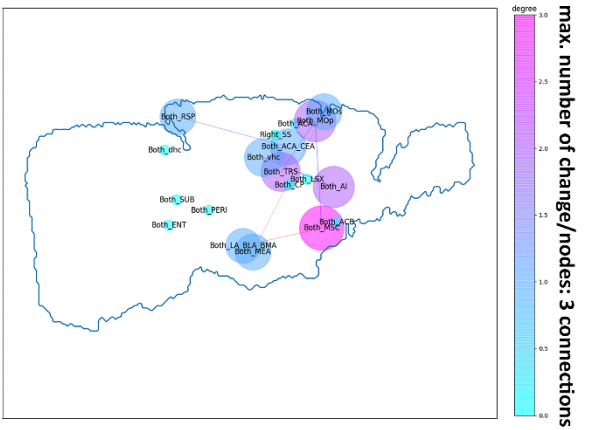 degree
3.0
2.5
2.0
1.5
1.0
0.5
0.0
max. number of change/nodes: 3 connections
Both_RSP
Both_MOs
Both_ACA
Both_MOp
Right_SS
Both_ACA_CEA
Both_dhc
Both_vhc
Both_TRS
Both_LSX
Both_CP
Both_AI
Both_SUB
Both_PERI
Both_ENT
Both_ACB
Both_MSC
Both_LA_BLA_BMA
Both_MEA